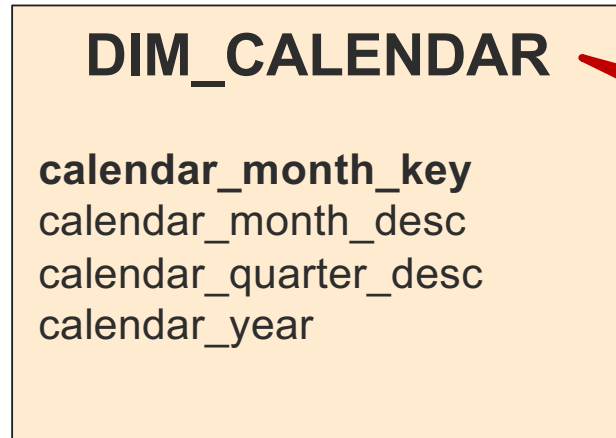 DIM_CALENDAR
calendar_month_key
calendar_month_desc
calendar_quarter_desc
calendar_year